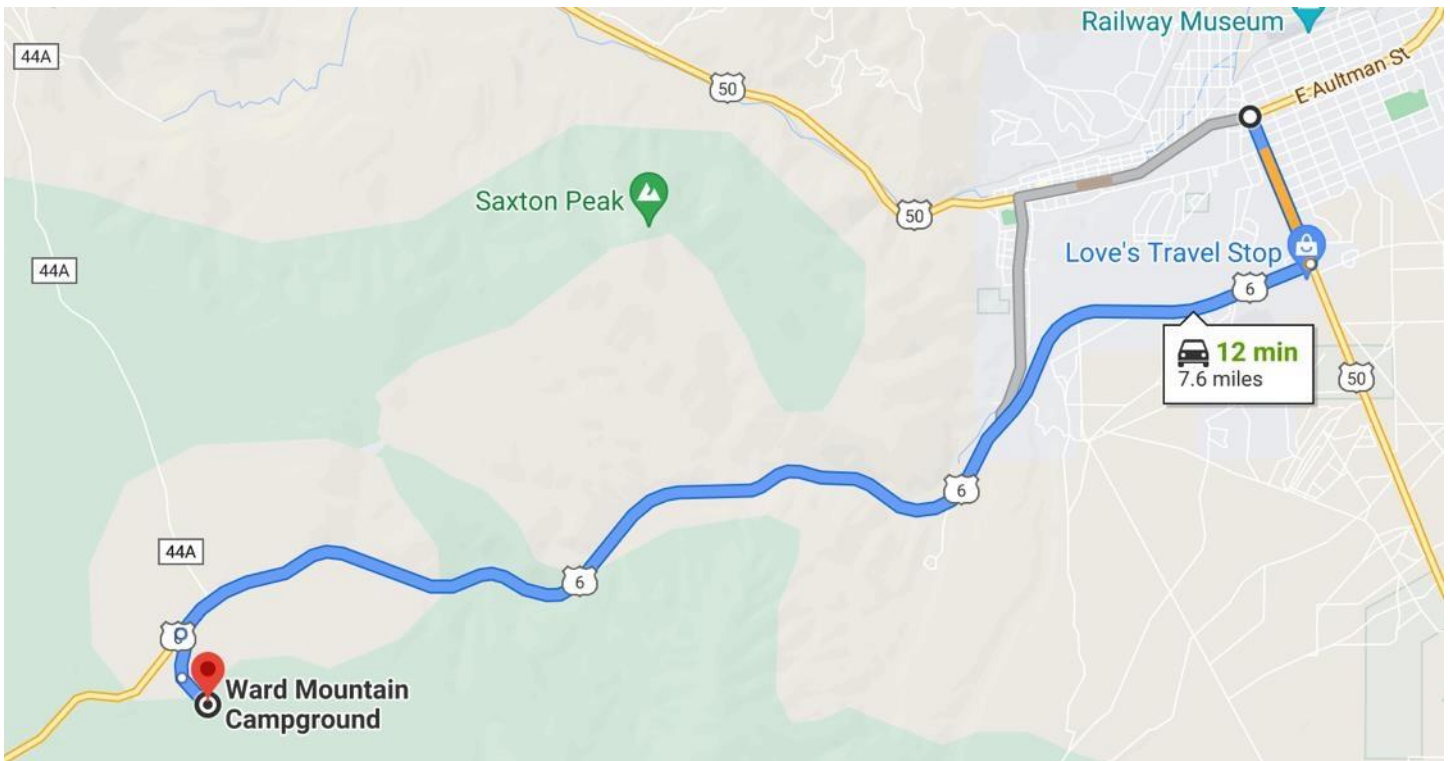 Railway Museum
44A
50
E Aultman St
Saxton Peak
50
44A
Love's Travel Stop
6
12 min
7.6 miles
50
6
44A
6
Ward Mountain
Campground